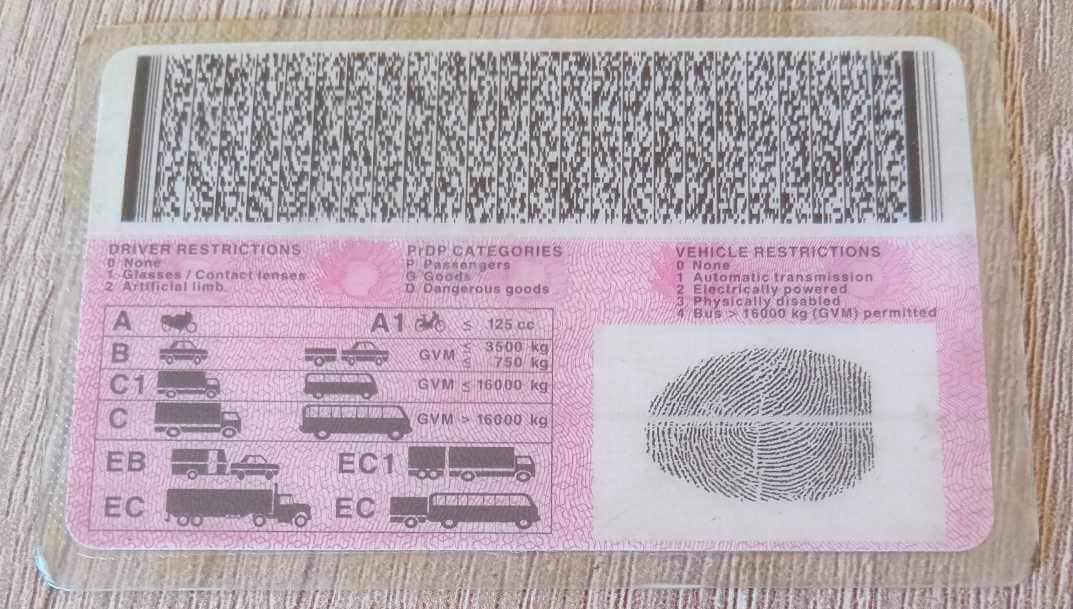 DRIVER RESTRICTIONS
0 None
1 Glasses / Contact lenses
2 Artificial limb
PrDP CATEGORIES
P Passengers
G Goods
D Dangerous goods
VEHICLE RESTRICTIONS
0 None
1 Automatic transmission
2 Electrically powered
3 Physically disabled
4 Bus > 16000 kg (GVM) permitted
A A1 ≤ 125 cc
B GVM ≤ 3500 kg
≤ 750 kg
C1 GVM ≤ 16000 kg
C GVM > 16000 kg
EB EC1
EC EC